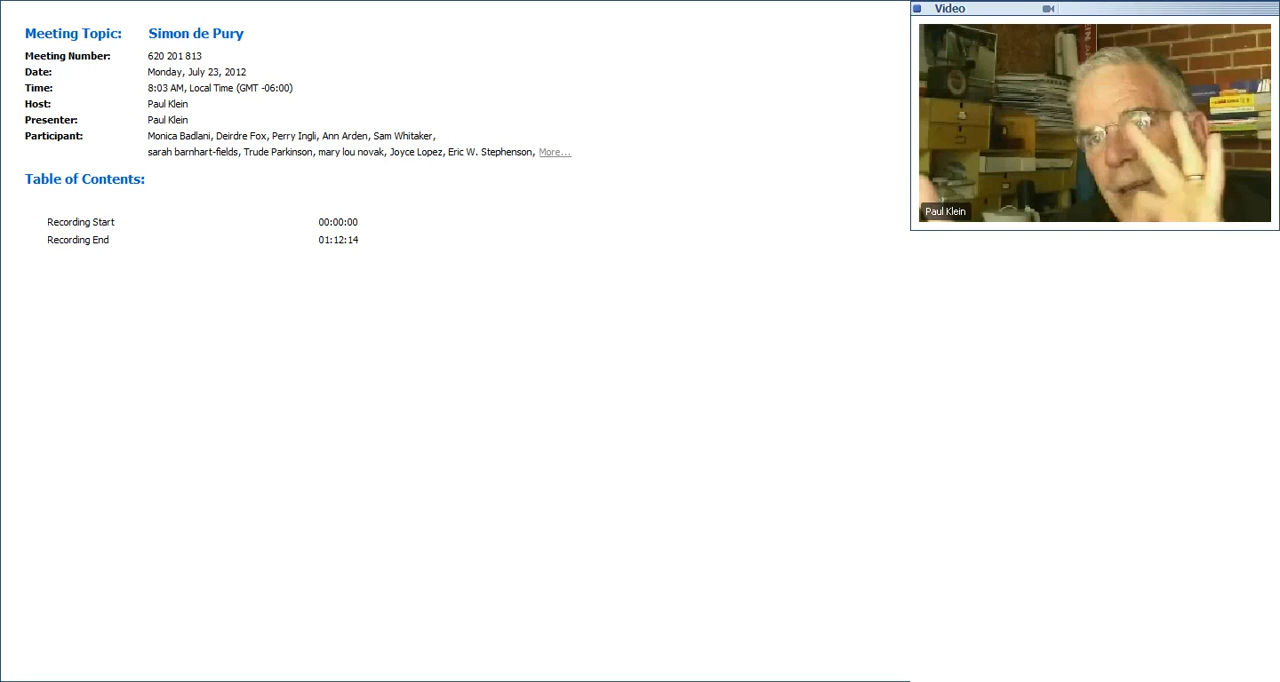 Meeting Topic: Simon de Pury
Meeting Number: 620 201 813
Date: Monday, July 23, 2012
Time: 8:03 AM, Local Time (GMT -06:00)
Host: Paul Klein
Presenter: Paul Klein
Participant: Monica Badlani, Deirdre Fox, Perry Ingli, Ann Arden, Sam Whitaker,
sarah barnhart-fields, Trude Parkinson, mary lou novak, Joyce Lopez, Eric W. Stephenson, More...
Table of Contents:
Recording Start 00:00:00
Recording End 01:12:14
Video
Paul Klein